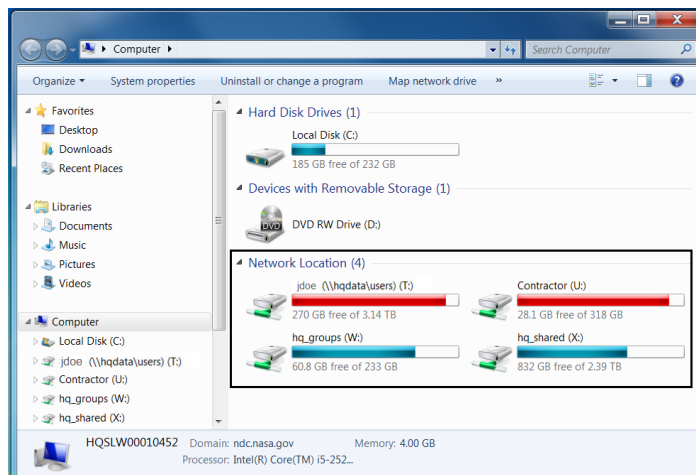 Computer
Search Computer
Organize
System properties
Uninstall or change a program
Map network drive
»
Favorites
Desktop
Downloads
Recent Places
Libraries
Documents
Music
Pictures
Videos
Computer
Local Disk (C:)
jdoe (\\hqdata\users) (T:)
Contractor (U:)
hq_groups (W:)
hq_shared (X:)
Hard Disk Drives (1)
Local Disk (C:)
185 GB free of 232 GB
Devices with Removable Storage (1)
DVD
DVD RW Drive (D:)
Network Location (4)
jdoe (\\hqdata\users) (T:)
270 GB free of 3.14 TB
Contractor (U:)
28.1 GB free of 318 GB
hq_groups (W:)
60.8 GB free of 233 GB
hq_shared (X:)
832 GB free of 2.39 TB
HQSLW00010452 Domain: ndc.nasa.gov Memory: 4.00 GB
Processor: Intel(R) Core(TM) i5-252...